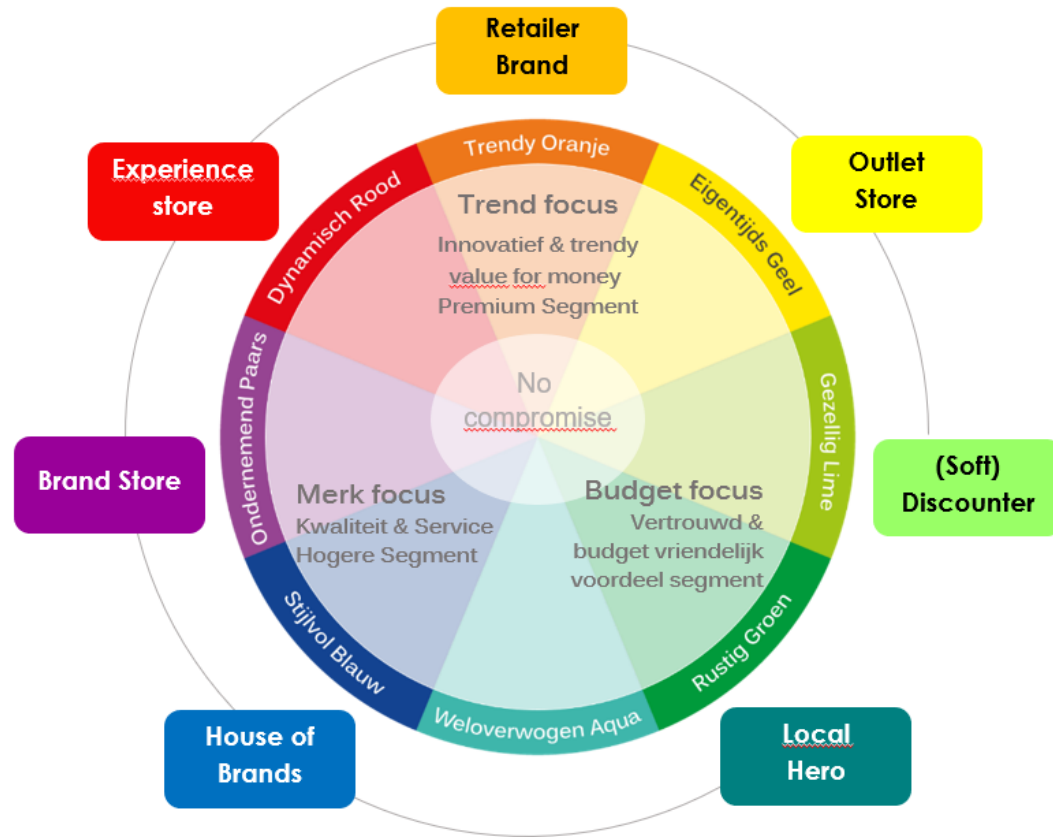 Retailer
Brand
Experience
store
Outlet
Store
Trendy Oranje
Dynamisch Rood
Eigentijds Geel
Trend focus
Innovatief & trendy
value for money
Premium Segment
No
compromise
Ondernemend Paars
Gezellig Lime
Brand Store
(Soft)
Discounter
Merk focus
Kwaliteit & Service
Hogere Segment
Budget focus
Vertrouwd &
budget vriendelijk
voordeel segment
Stijlvol Blauw
Rustig Groen
Weloverwogen Aqua
House of
Brands
Local
Hero